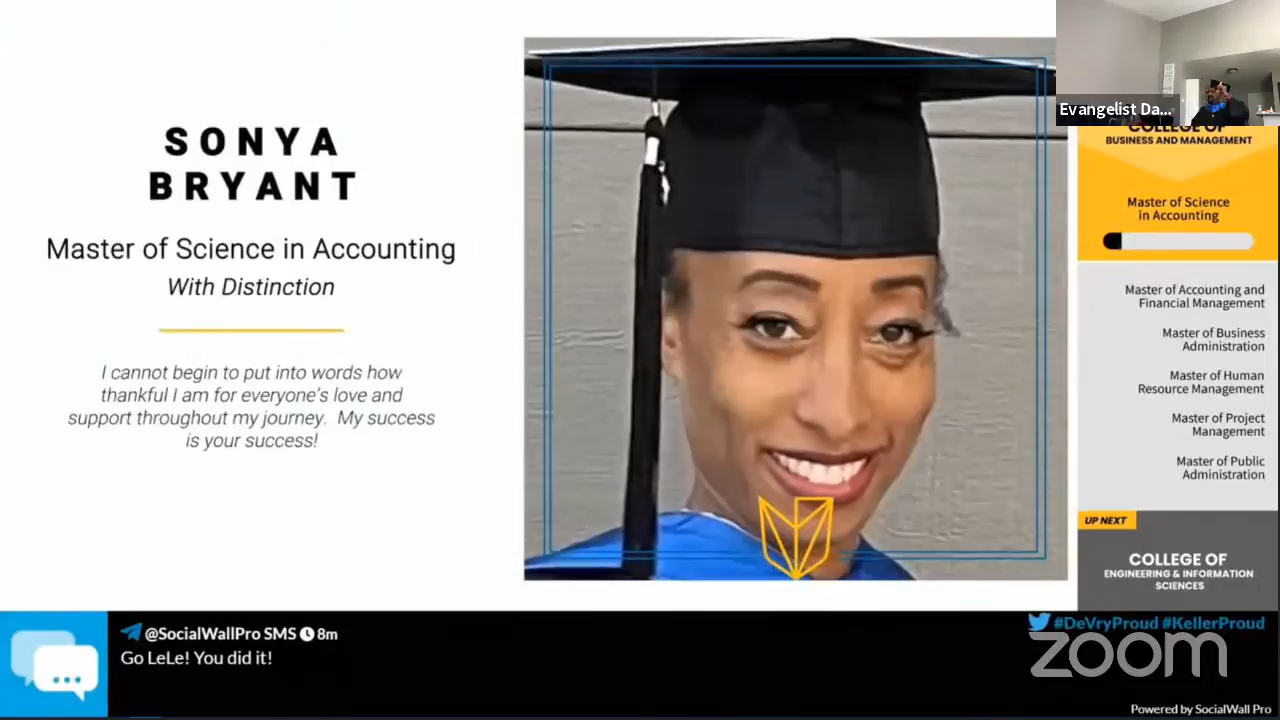 SONYA
BRYANT
Master of Science in Accounting
With Distinction
I cannot begin to put into words how
thankful I am for everyone's love and
support throughout my journey.  My success
is your success!
Evangelist Da...
COLLEGE OF
BUSINESS AND MANAGEMENT
Master of Science
in Accounting
Master of Accounting and
Financial Management
Master of Business
Administration
Master of Human
Resource Management
Master of Project
Management
Master of Public
Administration
UP NEXT
COLLEGE OF
ENGINEERING & INFORMATION
SCIENCES
@SocialWallPro SMS 8m
Go LeLe! You did it!
#DeVryProud #KellerProud
zoom
Powered by SocialWall Pro